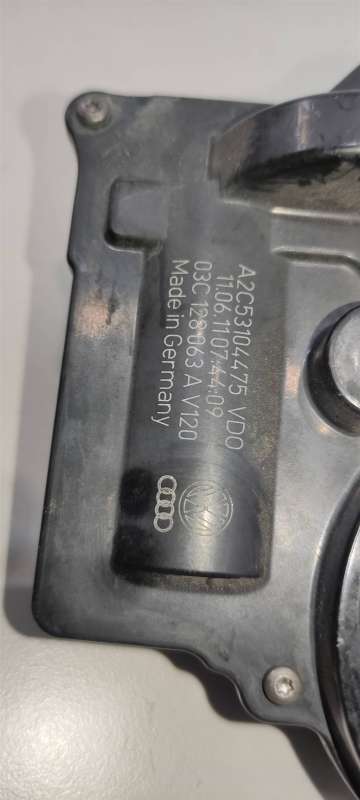 A2C53104475 VDO
11.06.11 07:44:09
03C 128 063 A V120
Made in Germany